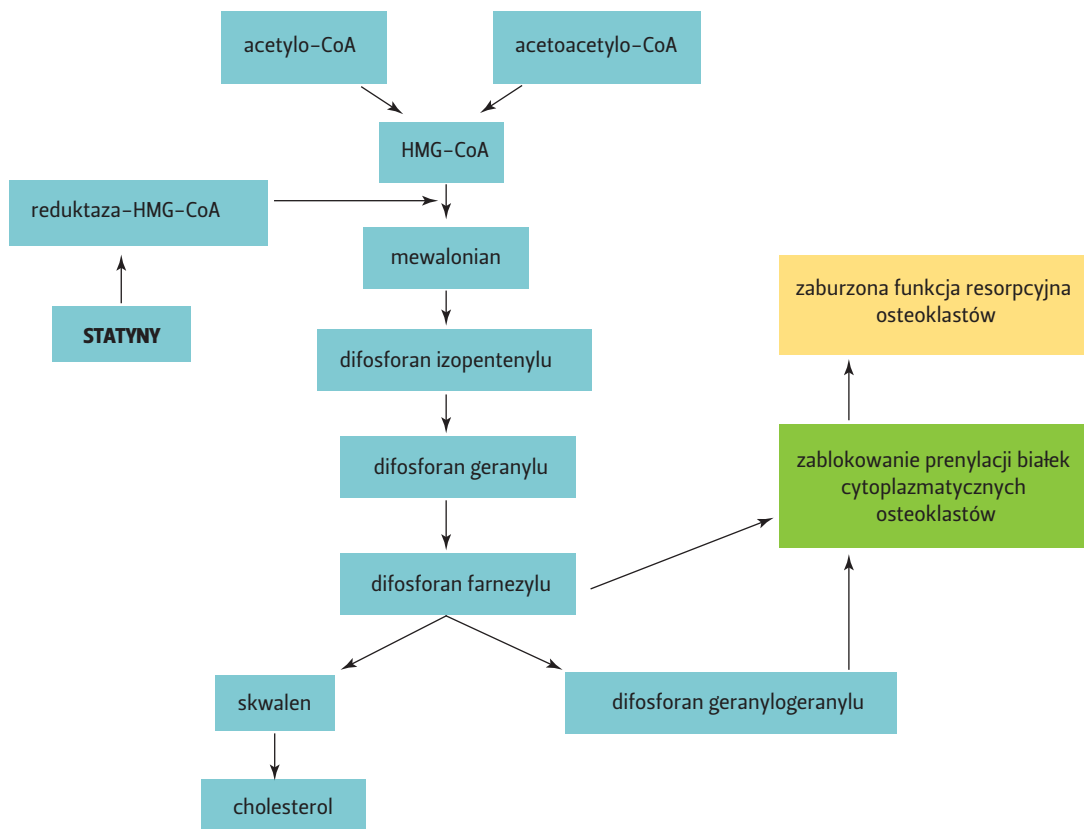 acetylo-CoA
acetoacetylo-CoA
HMG-CoA
reduktaza-HMG-CoA
mewalonian
STATYNY
difosforan izopentenylu
zaburzona funkcja resorpcyjna
osteoklastów
difosforan geranylu
zablokowanie prenylacji białek
cytoplazmatycznych
osteoklastów
difosforan farnezylu
skwalen
difosforan geranylogeranylu
cholesterol